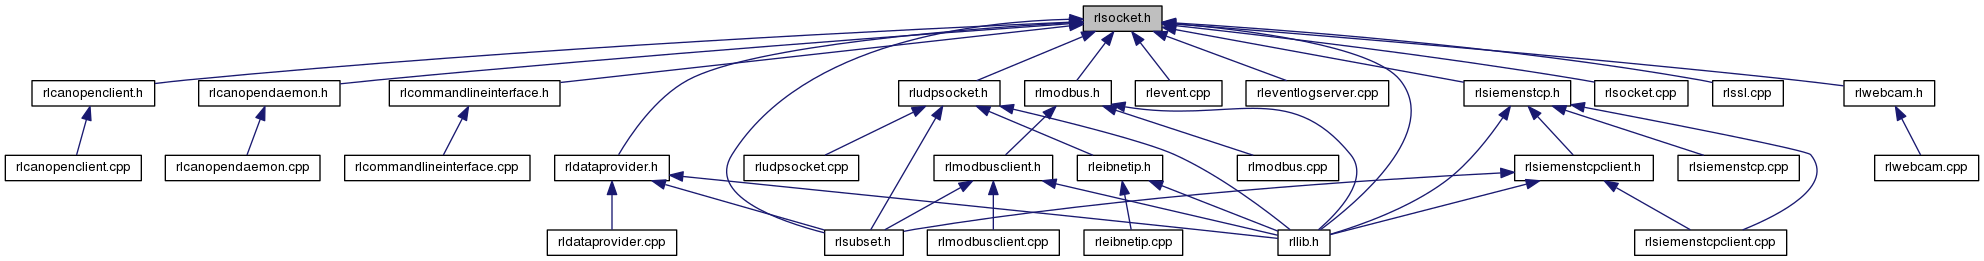 rlsocket.h
rlcanopenclient.h
rlcanopendaemon.h
rlcommandlineinterface.h
rludpsocket.h
rlmodbus.h
rlevent.cpp
rleventlogserver.cpp
rlsiemenstcp.h
rlsocket.cpp
rlssl.cpp
rlwebcam.h
rlcanopenclient.cpp
rlcanopendaemon.cpp
rlcommandlineinterface.cpp
rldataprovider.h
rludpsocket.cpp
rlmodbusclient.h
rleibnetip.h
rlmodbus.cpp
rlsiemenstcpclient.h
rlsiemenstcp.cpp
rlwebcam.cpp
rldataprovider.cpp
rlsubset.h
rlmodbusclient.cpp
rleibnetip.cpp
rllib.h
rlsiemenstcpclient.cpp